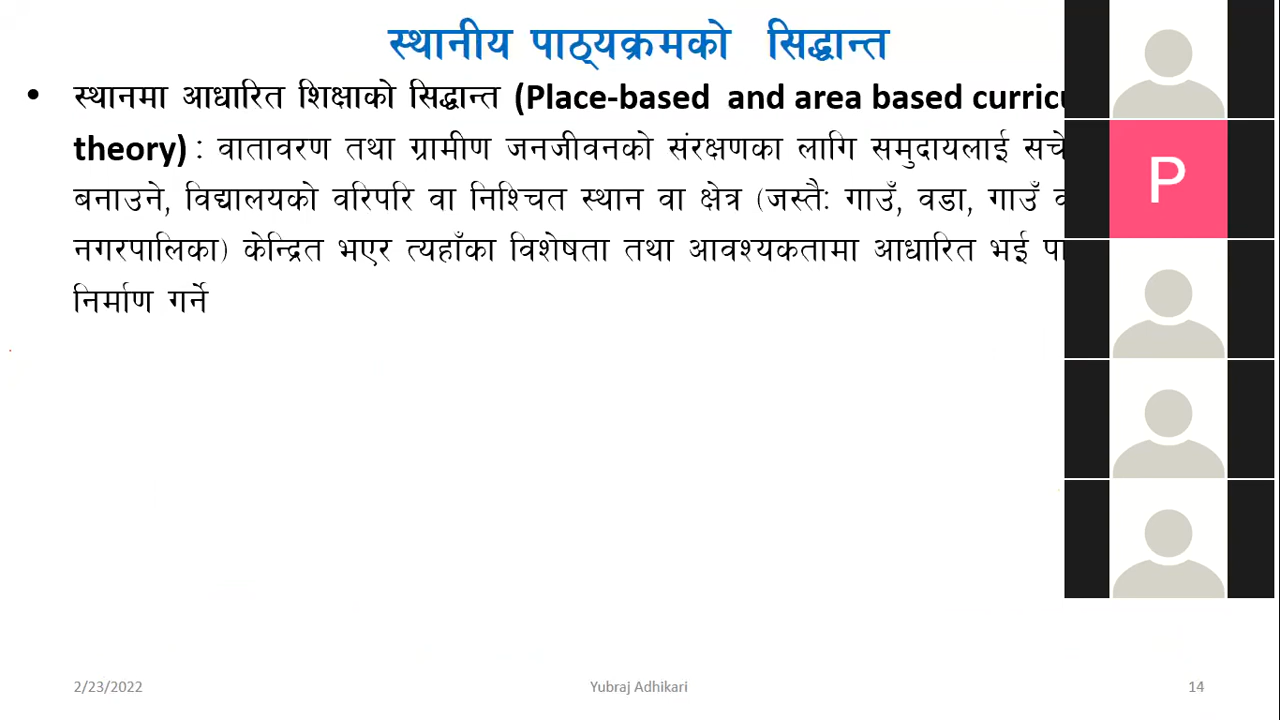 स्थानीय पाठ्यक्रमको सिद्धान्त
• स्थानमा आधारित शिक्षाको सिद्धान्त (Place-based and area based
theory) : वातावरण तथा ग्रामीण जनजीवनको संरक्षणका लागि समुदायलाई
बनाउने, विद्यालयको वरिपरि वा निश्चित स्थान वा क्षेत्र (जस्तैः गाउँ, वडा, गाउँ
नगरपालिका) केन्द्रित भएर त्यहाँका विशेषता तथा आवश्यकतामा आधारित भई
निर्माण गर्ने
P
2/23/2022
Yubraj Adhikari
14